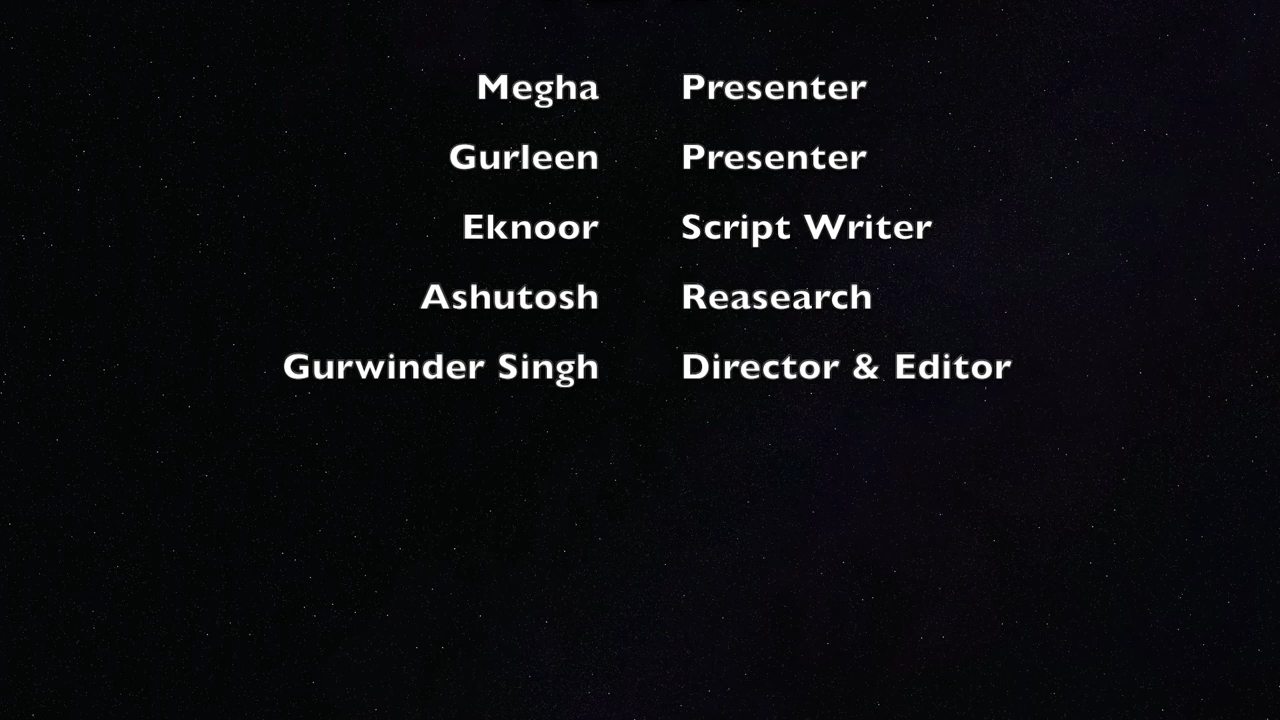 Megha Presenter
Gurleen Presenter
Eknoor Script Writer
Ashutosh Reasearch
Gurwinder Singh Director & Editor